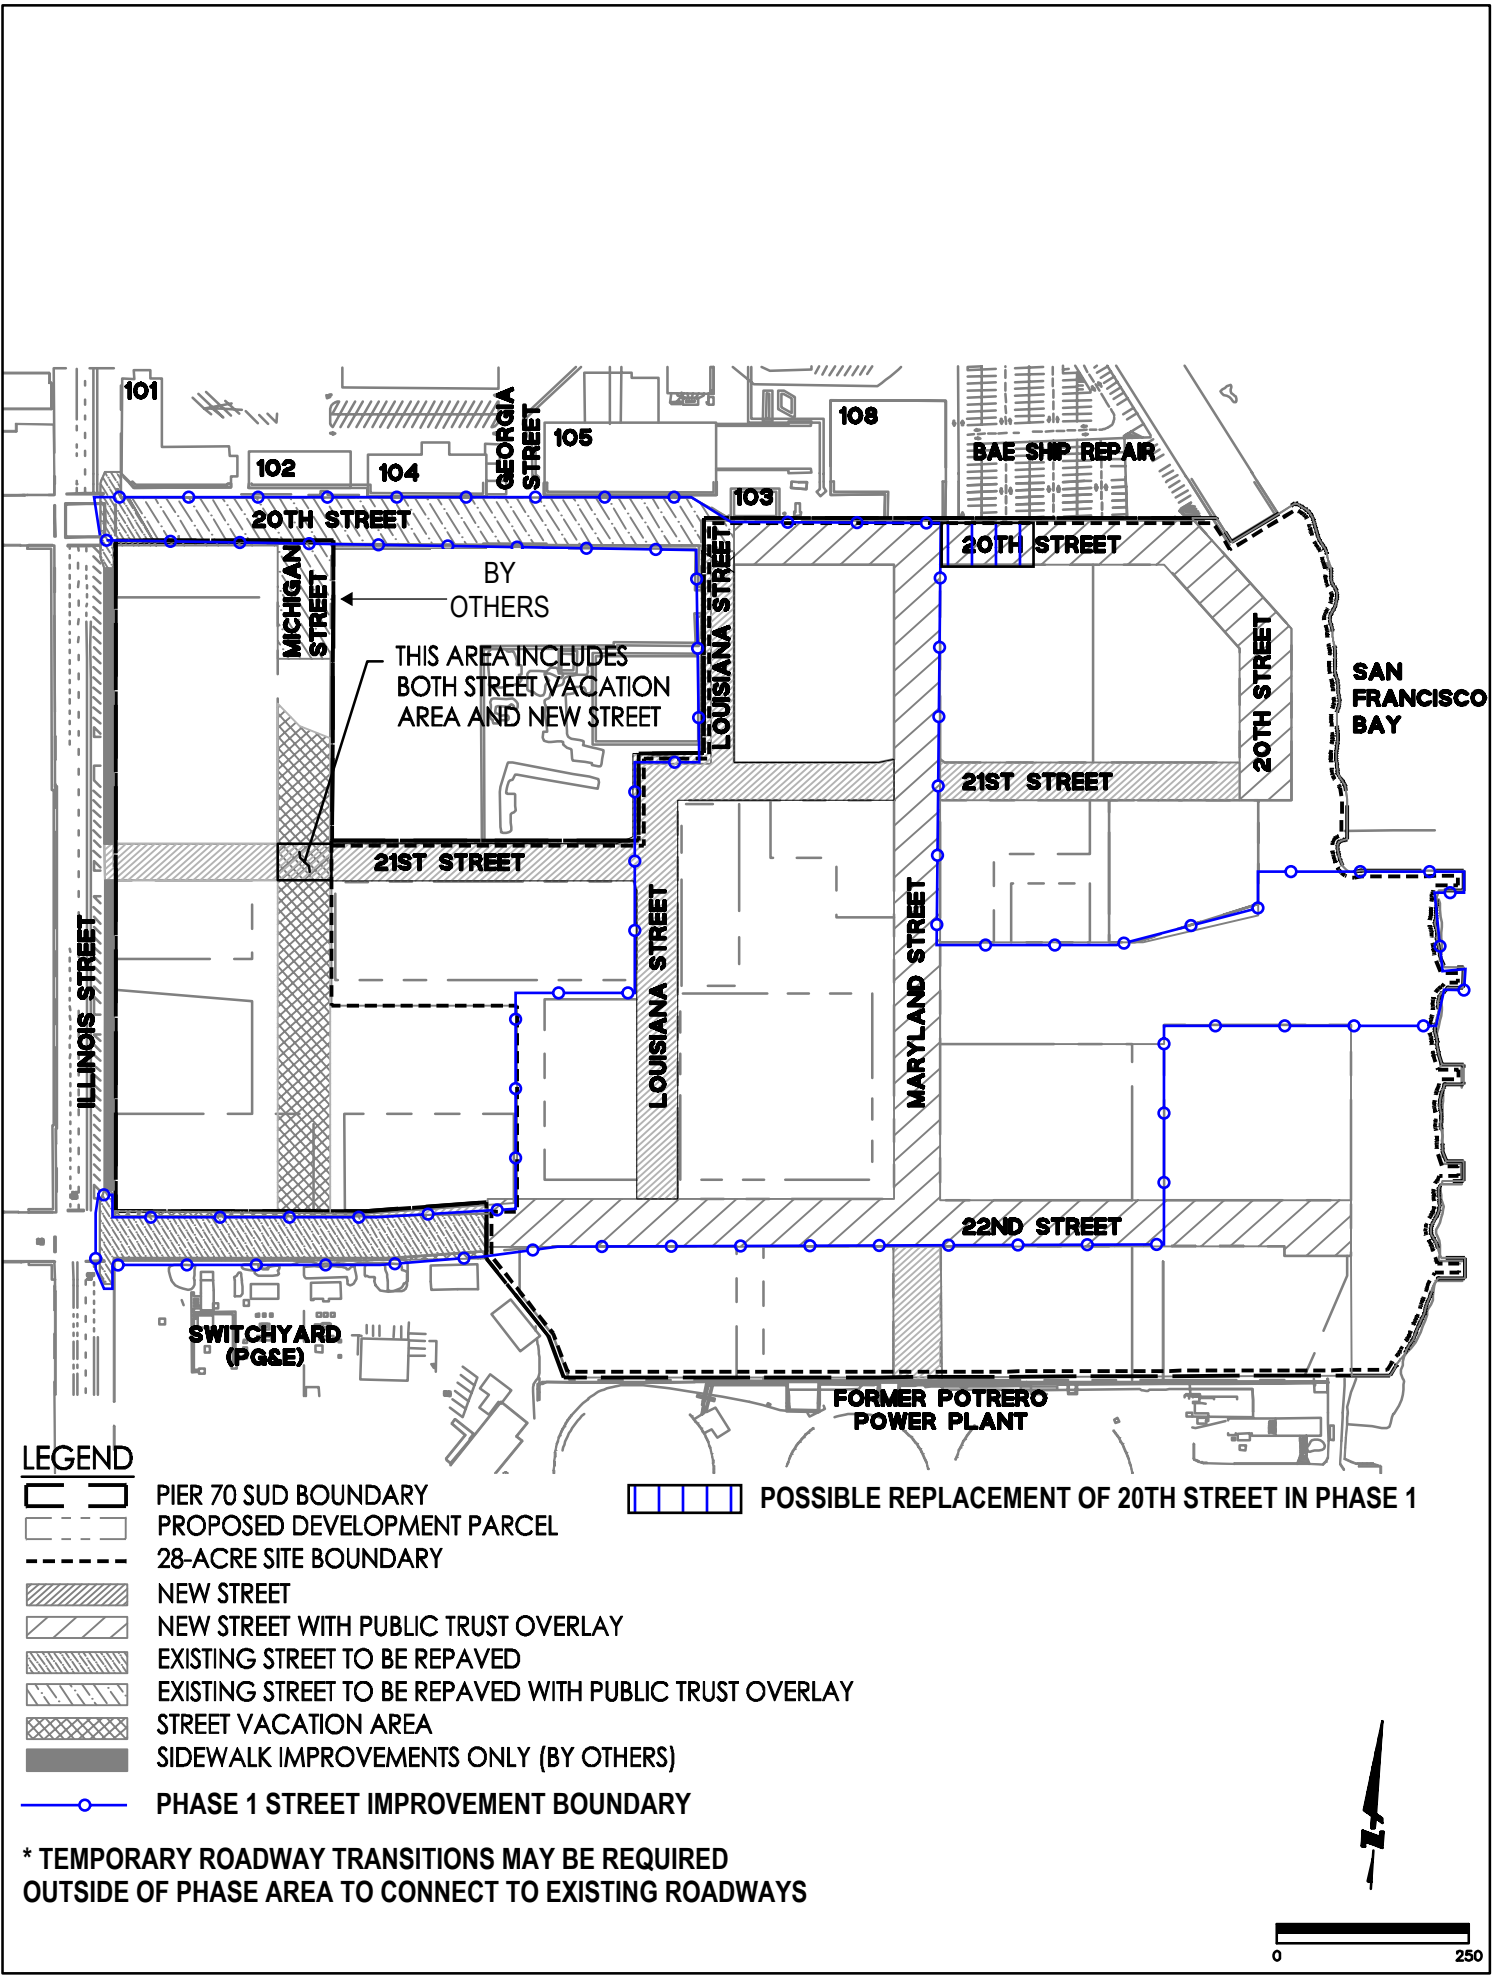 101
102
104
GEORGIA
STREET
105
103
108
BAE SHIP REPAIR
20TH STREET
20TH STREET
MICHIGAN
STREET
BY
OTHERS
LOUISIANA STREET
THIS AREA INCLUDES
BOTH STREET VACATION
AREA AND NEW STREET
20TH STREET
SAN
FRANCISCO
BAY
21ST STREET
21ST STREET
ILLINOIS STREET
LOUISIANA STREET
MARYLAND STREET
22ND STREET
SWITCHYARD
(PG&E)
FORMER POTRERO
POWER PLANT
LEGEND
PIER 70 SUD BOUNDARY
PROPOSED DEVELOPMENT PARCEL
28-ACRE SITE BOUNDARY
NEW STREET
NEW STREET WITH PUBLIC TRUST OVERLAY
EXISTING STREET TO BE REPAVED
EXISTING STREET TO BE REPAVED WITH PUBLIC TRUST OVERLAY
STREET VACATION AREA
SIDEWALK IMPROVEMENTS ONLY (BY OTHERS)
PHASE 1 STREET IMPROVEMENT BOUNDARY
POSSIBLE REPLACEMENT OF 20TH STREET IN PHASE 1
* TEMPORARY ROADWAY TRANSITIONS MAY BE REQUIRED
OUTSIDE OF PHASE AREA TO CONNECT TO EXISTING ROADWAYS
Z
0 250